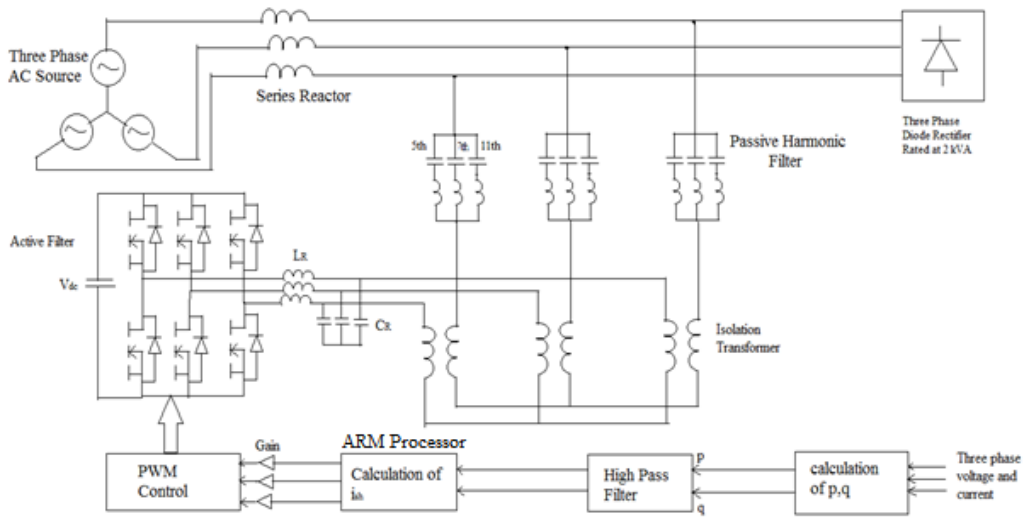 Three Phase
AC Source
Series Reactor
Three Phase
Diode Rectifier
Rated at 2 kVA
5th 7th 11th
Passive Harmonic
Filter
Active Filter
Vdc
LR
CR
Isolation
Transformer
Gain
ARM Processor
PWM
Control
Calculation of
ish
High Pass
Filter
P
q
calculation
of p,q
Three phase
voltage and
current